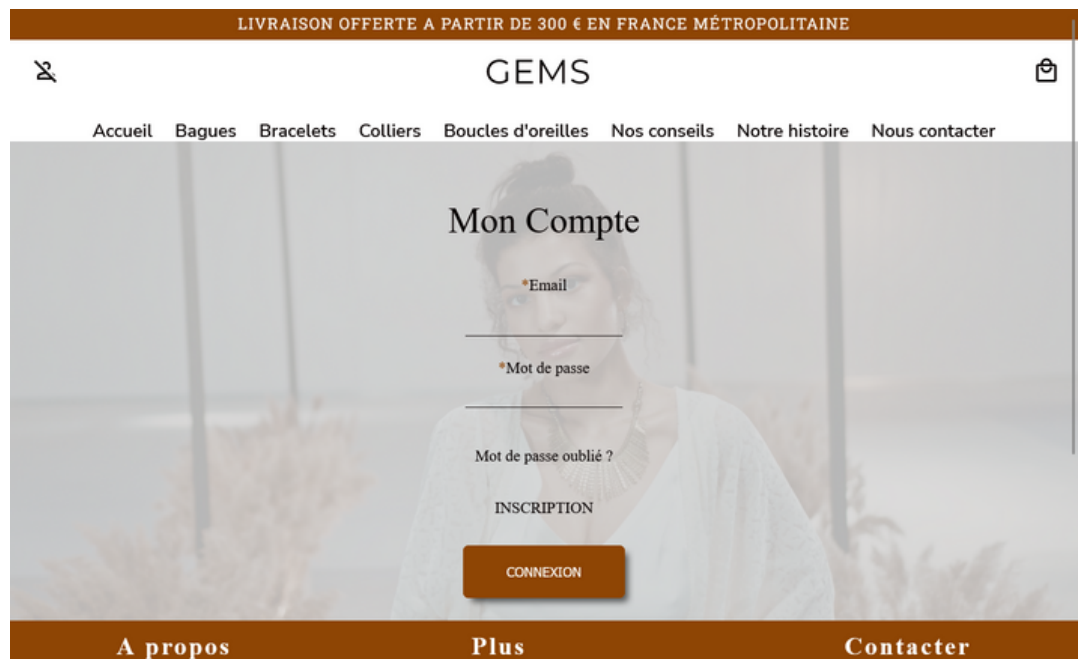 LIVRAISON OFFERTE A PARTIR DE 300 € EN FRANCE MÉTROPOLITAINE
GEMS
Accueil Bagues Bracelets Colliers Boucles d'oreilles Nos conseils Notre histoire Nous contacter
Mon Compte
*Email
*Mot de passe
Mot de passe oublié ?
INSCRIPTION
CONNEXION
A propos Plus Contacter